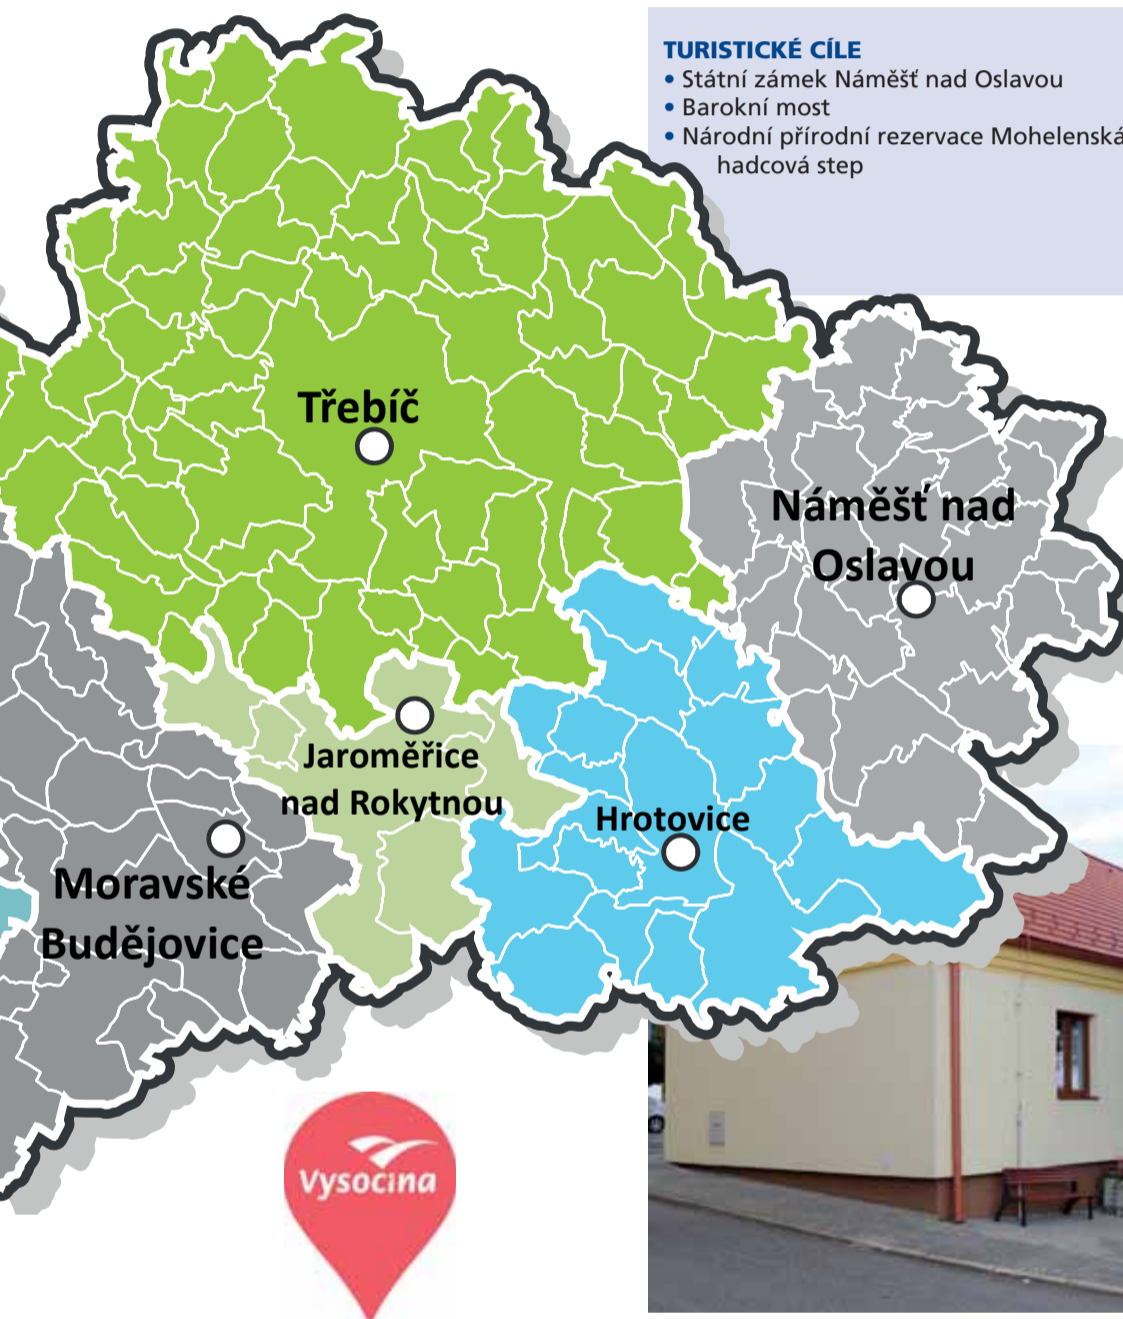 TURISTICKÉ CÍLE
• Státní zámek Náměšť nad Oslavou
• Barokní most
• Národní přírodní rezervace Mohelenská
hadcová step
Třebíč
Náměšť nad
Oslavou
Jaroměřice
nad Rokytnou
Hrotovice
Moravské
Budějovice
Vysocina